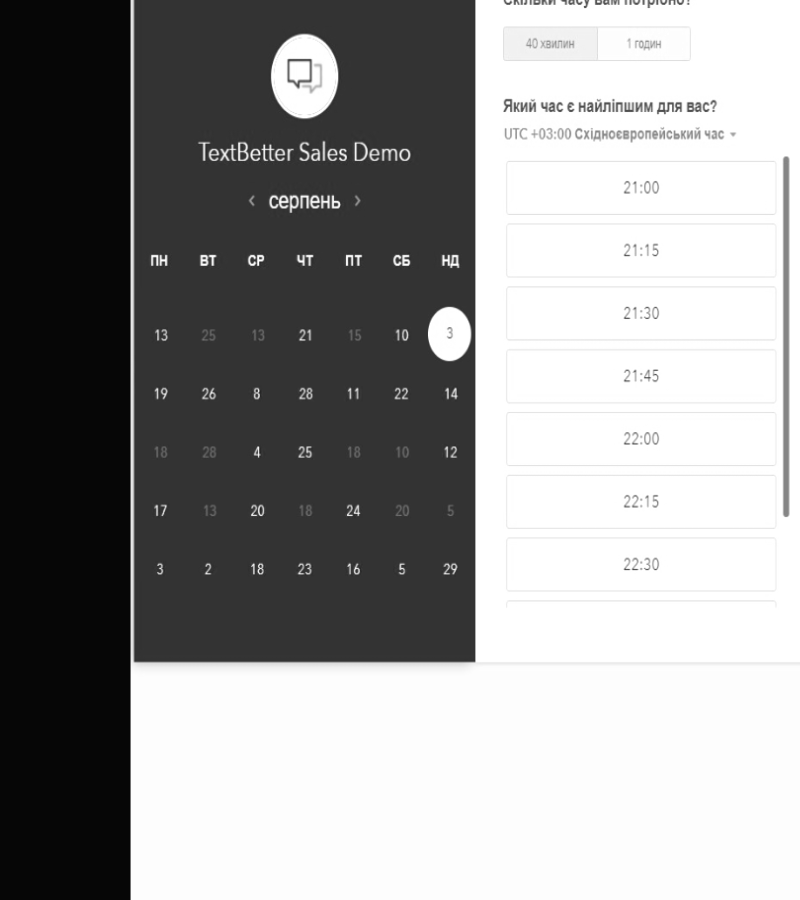 TextBetter Sales Demo
серпень
ПН ВТ СР ЧТ ПТ СБ НД
13 25 13 21 15 10 3
19 26 8 28 11 22 14
18 28 4 25 18 10 12
17 13 20 18 24 20 5
3 2 18 23 16 5 29
Скільки часу вам потрібно?
40 хвилин 1 годин
Який час є найліпшим для вас?
UTC +03:00 Східноєвропейський час
21:00
21:15
21:30
21:45
22:00
22:15
22:30